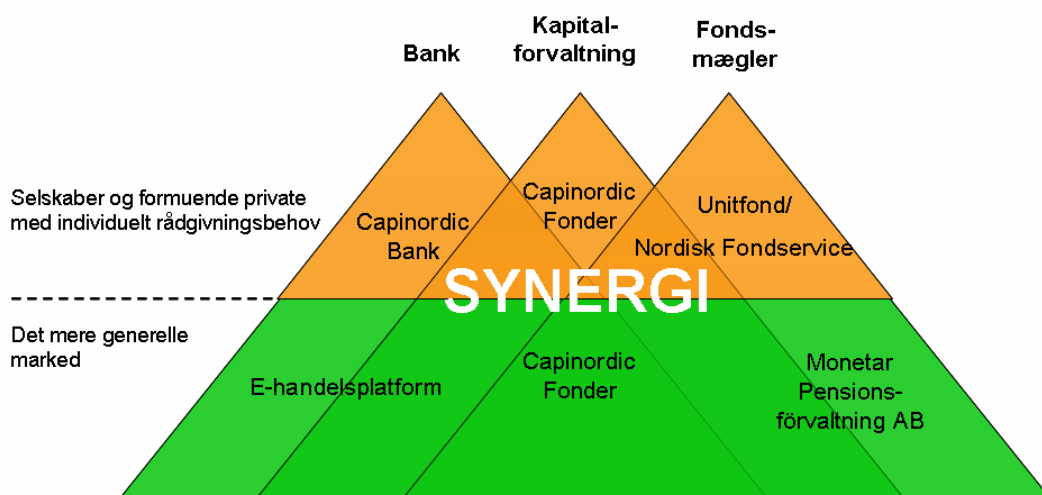 Bank
Kapital-
forvaltning
Fonds-
mægler
Selskaber og formuende private
med individuelt rådgivningsbehov
Capinordic
Bank
Capinordic
Fonder
Unitfond/
Nordisk Fondservice
SYNERGI
Det mere generelle
marked
E-handelsplatform
Capinordic
Fonder
Monetar
Pensions-
förvaltning AB